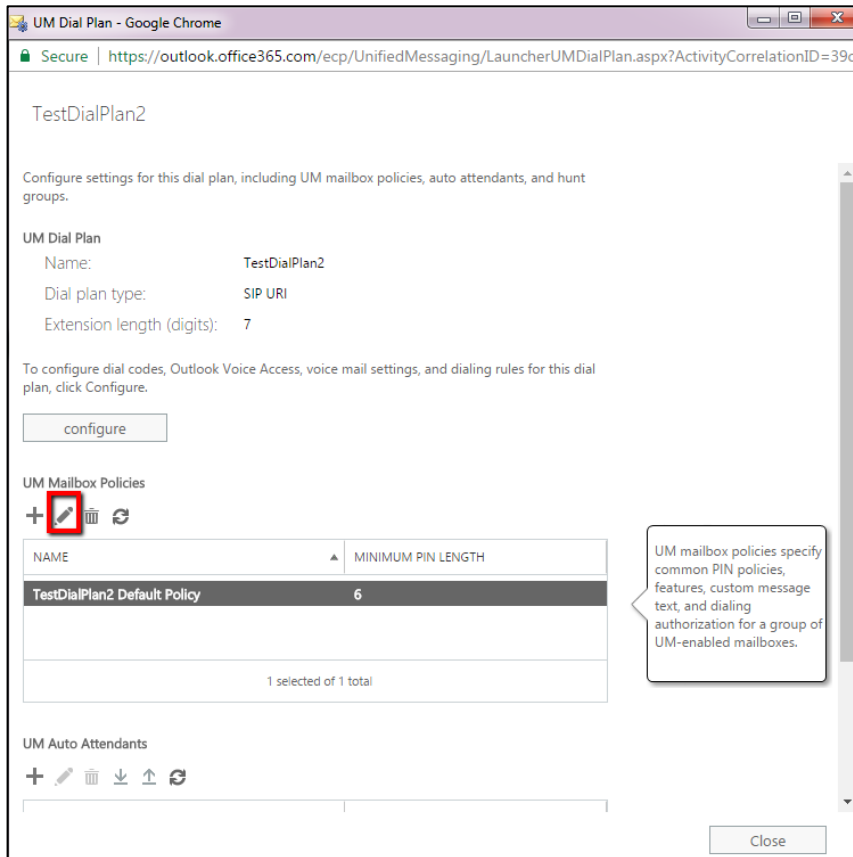 UM Dial Plan - Google Chrome
Secure | https://outlook.office365.com/ecp/UnifiedMessaging/LauncherUMDialPlan.aspx?ActivityCorrelationID=39c
TestDialPlan2
Configure settings for this dial plan, including UM mailbox policies, auto attendants, and hunt
groups.
UM Dial Plan
Name: TestDialPlan2
Dial plan type: SIP URI
Extension length (digits): 7
To configure dial codes, Outlook Voice Access, voice mail settings, and dialing rules for this dial
plan, click Configure.
configure
UM Mailbox Policies
NAME MINIMUM PIN LENGTH
TestDialPlan2 Default Policy 6
1 selected of 1 total
UM mailbox policies specify
common PIN policies,
features, custom message
text, and dialing
authorization for a group of
UM-enabled mailboxes.
UM Auto Attendants
Close